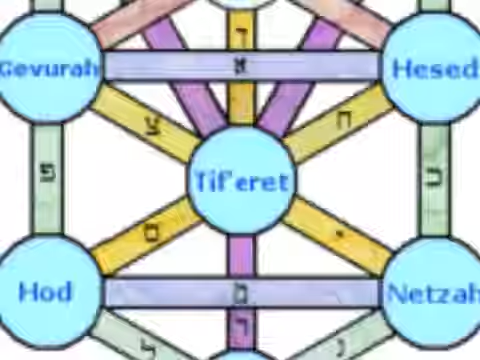 Gevurah
א
Hesed
צ
ח
פ
Tif'eret
ס
י
Hod
מ
Netzah
ל
נ